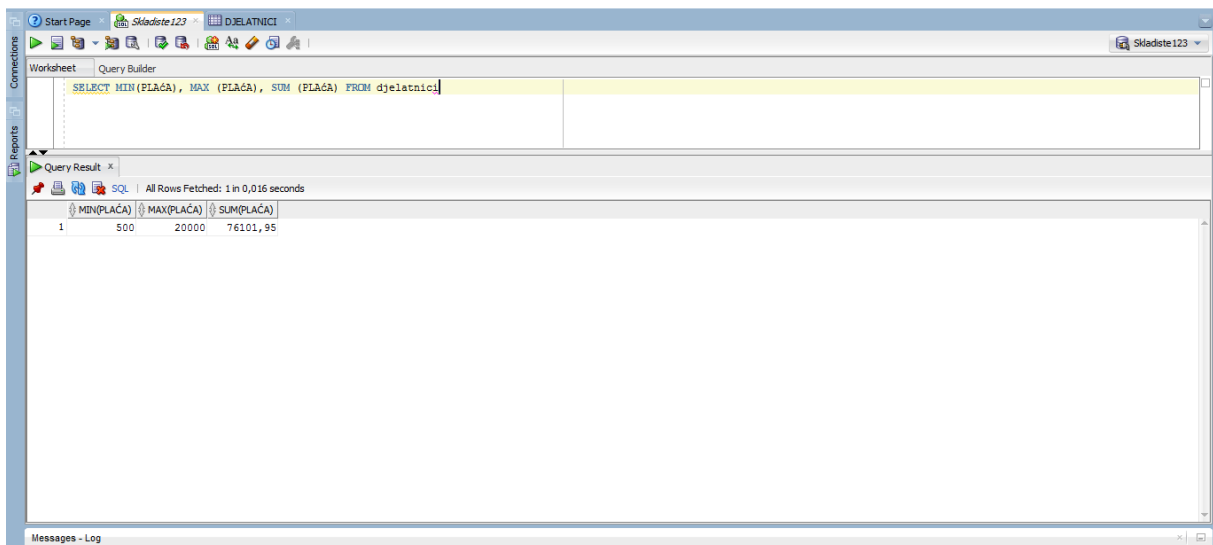 Start Page Skladiste123 DJELATNICI
Skladiste123
Connections
Reports
Worksheet Query Builder
SELECT MIN(PLAćA), MAX (PLAćA), SUM (PLAćA) FROM djelatnici
Query Result x
SQL | All Rows Fetched: 1 in 0,016 seconds
MIN(PLAĆA) MAX(PLAĆA) SUM(PLAĆA)
1 500 20000 76101,95
Messages - Log